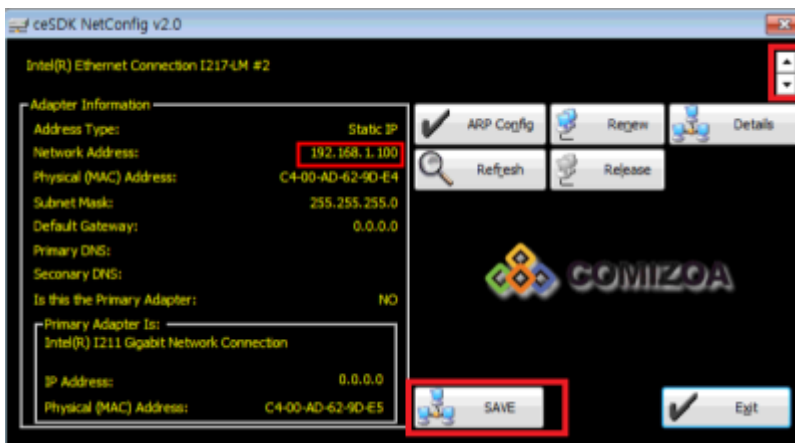 ceSDK NetConfig v2.0
Intel(R) Ethernet Connection I217-LM #2
Adapter Information
Address Type: Static IP
Network Address: 192.168.1.100
Physical (MAC) Address: C4-00-AD-62-9D-E4
Subnet Mask: 255.255.255.0
Default Gateway: 0.0.0.0
Primary DNS:
Seconary DNS:
Is this the Primary Adapter: NO
Primary Adapter Is:
Intel(R) I211 Gigabit Network Connection
IP Address: 0.0.0.0
Physical (MAC) Address: C4-00-AD-62-9D-E5
ARP Config Renew Details
Refresh Release
COMIZOA
SAVE Exit